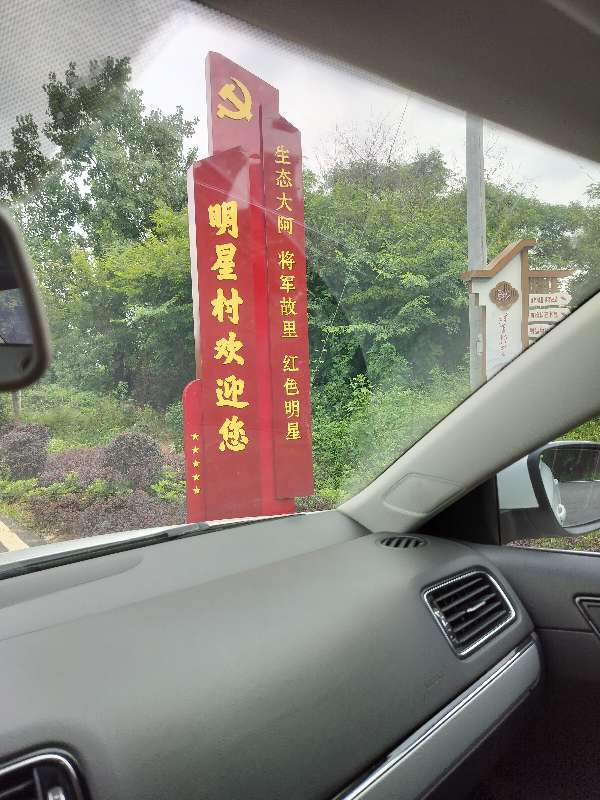 明星村欢迎您
生态大阿 将军故里 红色明星